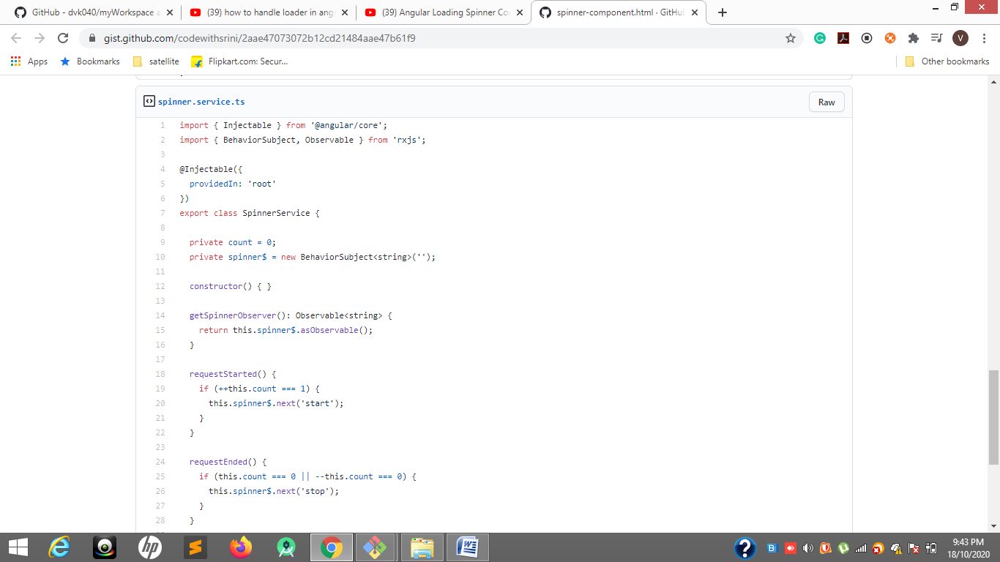 GitHub - dvk040/myWorkspace a
(39) how to handle loader in ang
(39) Angular Loading Spinner Co
spinner-component.html · GitHu
gist.github.com/codewithsrini/2aae47073072b12cd21484aae47b61f9
V
Apps
Bookmarks
satellite
Flipkart.com: Secur...
Other bookmarks
spinner.service.ts
Raw
1 import { Injectable } from '@angular/core';
2 import { BehaviorSubject, Observable } from 'rxjs';
3
4 @Injectable({
5 providedIn: 'root'
6 })
7 export class SpinnerService {
8
9 private count = 0;
10 private spinner$ = new BehaviorSubject<string>('');
11
12 constructor() { }
13
14 getSpinnerObserver(): Observable<string> {
15 return this.spinner$.asObservable();
16 }
17
18 requestStarted() {
19 if (++this.count === 1) {
20 this.spinner$.next('start');
21 }
22 }
23
24 requestEnded() {
25 if (this.count === 0 || --this.count === 0) {
26 this.spinner$.next('stop');
27 }
28 }
9:43 PM
18/10/2020